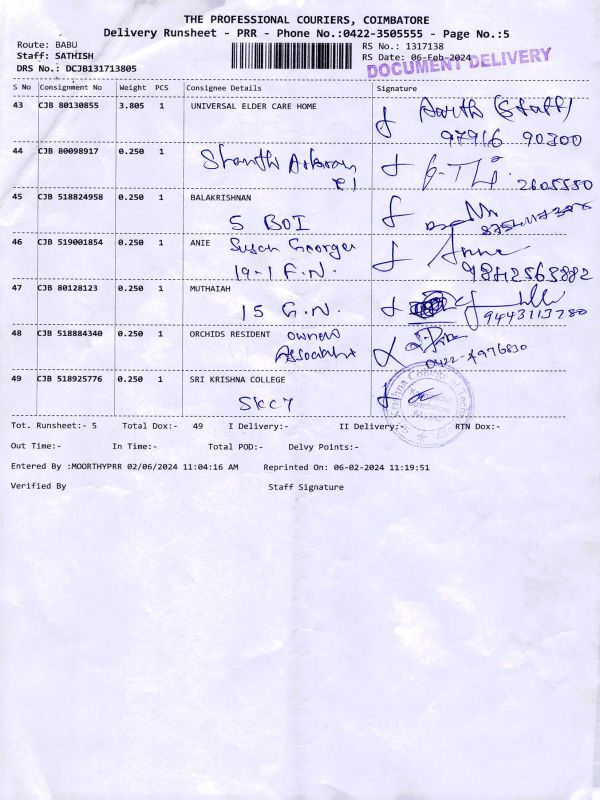 THE PROFESSIONAL COURIERS, COIMBATORE
Delivery Runsheet - PRR - Phone No.:0422-3505555 - Page No.:5
Route: BABU
RS No.: 1317138
Staff: SATHISH
RS Date: 06-Feb-2024
DRS No.: DCJB131713805
DOCUMENT DELIVERY
S No Consignment No Weight PCS Consignee Details Signature
43 CJB 80130855 3.805 1 UNIVERSAL ELDER CARE HOME
(Staff)
97916 90300
44 CJB 80098917 0.250 1
Shanthi
2605550
45 CJB 518824958 0.250 1 BALAKRISHNAN
5 BOI
46 CJB 519001854 0.250 1 ANIE Susan George
19-1 F.N.
Anne
9842565882
47 CJB 80128123 0.250 1 MUTHAIAH
15 G.N.
9443113780
48 CJB 518884340 0.250 1 ORCHIDS RESIDENT owners
Associatn
0422-4976830
49 CJB 518925776 0.250 1 SRI KRISHNA COLLEGE
SKCT
Tot. Runsheet:- 5 Total Dox:- 49 I Delivery:- II Delivery:- RTN Dox:-
Out Time:- In Time:- Total POD:- Delvy Points:-
Entered By :MOORTHYPRR 02/06/2024 11:04:16 AM Reprinted On: 06-02-2024 11:19:51
Verified By Staff Signature